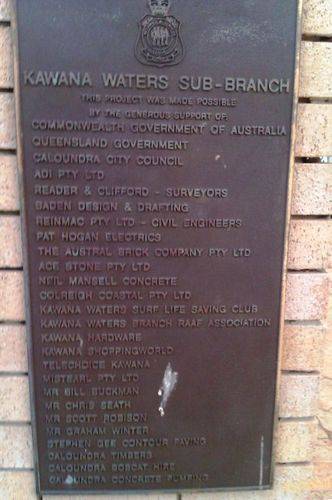 KAWANA WATERS SUB-BRANCH
THIS PROJECT WAS MADE POSSIBLE
BY THE GENEROUS SUPPORT OF:
COMMONWEALTH GOVERNMENT OF AUSTRALIA
QUEENSLAND GOVERNMENT
CALOUNDRA CITY COUNCIL
ADI PTY LTD
READER & CLIFFORD - SURVEYORS
BADEN DESIGN & DRAFTING
REINMAC PTY LTD - CIVIL ENGINEERS
PAT HOGAN ELECTRICS
THE AUSTRAL BRICK COMPANY PTY LTD
ACE STONE PTY LTD
NEIL MANSELL CONCRETE
COLREIGH COASTAL PTY LTD
KAWANA WATERS SURF LIFE SAVING CLUB
KAWANA WATERS BRANCH RAAF ASSOCIATION
KAWANA HARDWARE
KAWANA SHOPPINGWORLD
TELECHOICE KAWANA
MISTEARL PTY LTD
MR BILL BUCKMAN
MR CHRIS SEATH
MR SCOTT ROBISON
MR GRAHAM WINTER
STEPHEN GEE CONTOUR PAVING
CALOUNDRA TIMBERS
CALOUNDRA BOBCAT HIRE
CALOUNDRA CONCRETE PUMPING